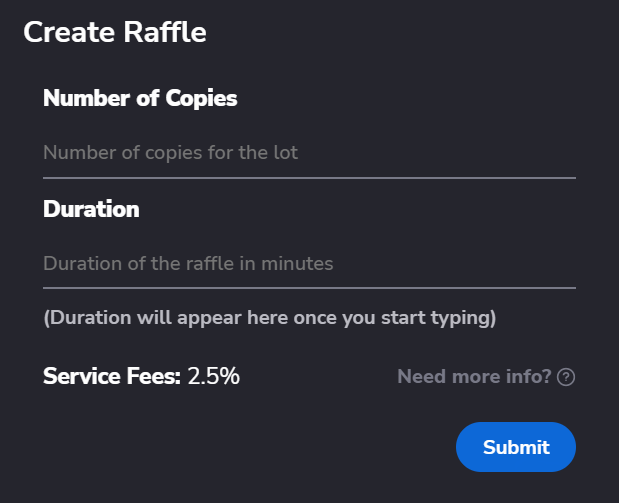 Create Raffle
Number of Copies
Number of copies for the lot
Duration
Duration of the raffle in minutes
(Duration will appear here once you start typing)
Service Fees: 2.5% Need more info? ?
Submit